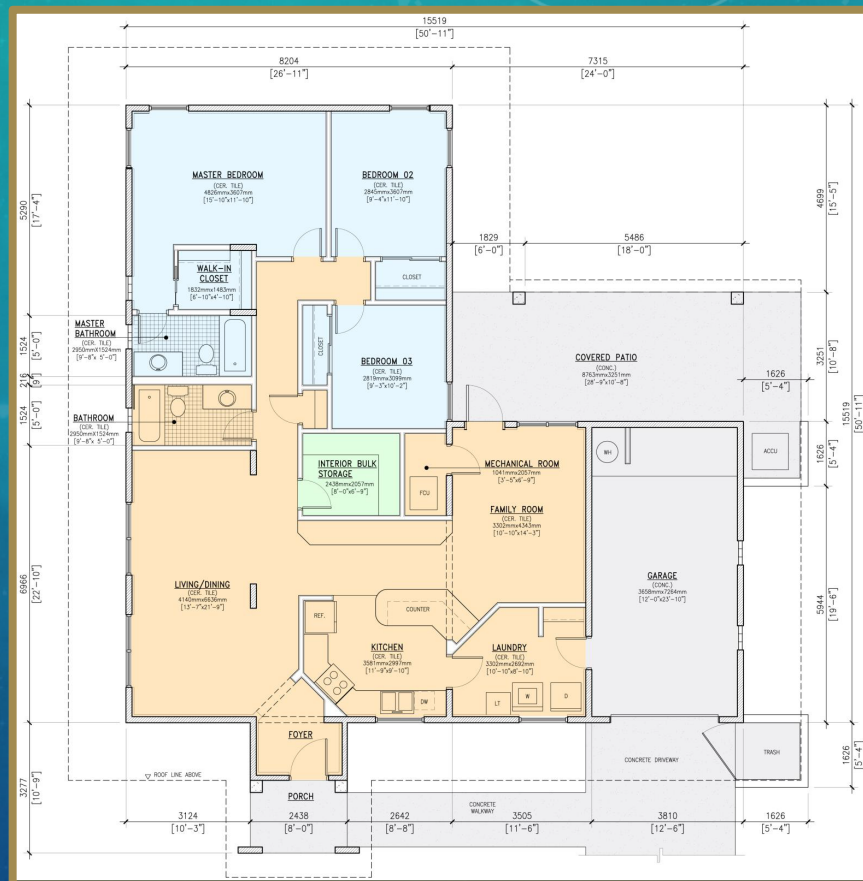 15519
[50'-11"]
8204
[26'-11"]
7315
[24'-0"]
MASTER BEDROOM
(CER. TILE)
4826mmx3607mm
[15'-10"x11'-10]
BEDROOM 02
(CER. TILE)
2845mmx3607mm
[9'-4"x11'-10]
5290
[17'-4"]
4699
[15'-5"]
1829
[6'-0"]
5486
[18'-0"]
WALK-IN
CLOSET
1832mmx1483mm
[6'-10"x4'-10]
CLOSET
MASTER
BATHROOM
(CER. TILE)
2950mmX1524mm
[9'-8"x 5'-0"]
1524
[5'-0"]
CLOSET
BEDROOM 03
(CER. TILE)
2819mmx3099mm
[9'-3"x10'-2"]
COVERED PATIO
(CONC.)
8763mmx3251mm
[28'-9"x10'-8"]
3251
[10'-8"]
1626
[5'-4"]
15519
[50'-11"]
216
[9"]
1524
[5'-0"]
BATHROOM
(CER. TILE)
2950mmX1524mm
[9'-8"x 5'-0"]
INTERIOR BULK
STORAGE
2438mmx2057mm
[8'-0"x6'-9"]
MECHANICAL ROOM
1041mmx2057mm
[3'-5"x6'-9"]
FCU
WH
ACCU
1626
[5'-4"]
FAMILY ROOM
(CER. TILE)
3302mmx4343mm
[10'-10"x14'-3"]
6966
[22'-10"]
LIVING/DINING
(CER. TILE)
4140mmx6636mm
[13'-7"x21'-9"]
GARAGE
(CONC.)
3658mmx7264mm
[12'-0"x23'-10"]
5944
[19'-6"]
REF.
COUNTER
KITCHEN
(CER. TILE)
3581mmx2997mm
[11'-9"x9'-10"]
LAUNDRY
(CER. TILE)
3302mmx2692mm
[10'-10"x8'-10"]
DW
LT
W
D
FOYER
CONCRETE DRIVEWAY
TRASH
1626
[5'-4"]
3277
[10'-9"]
ROOF LINE ABOVE
PORCH
CONCRETE
WALKWAY
3124
[10'-3"]
2438
[8'-0"]
2642
[8'-8"]
3505
[11'-6"]
3810
[12'-6"]
1626
[5'-4"]